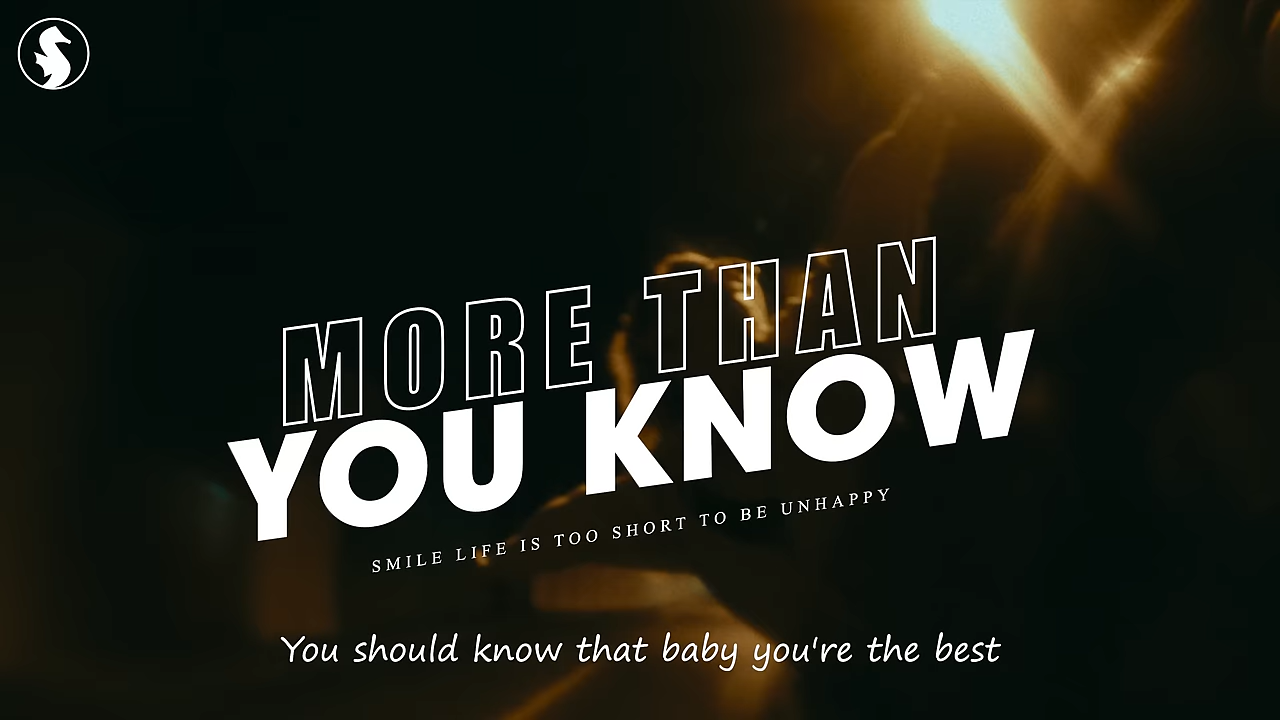 MORE THAN
YOU KNOW
SMILE LIFE IS TOO SHORT TO BE UNHAPPY
You should know that baby you're the best